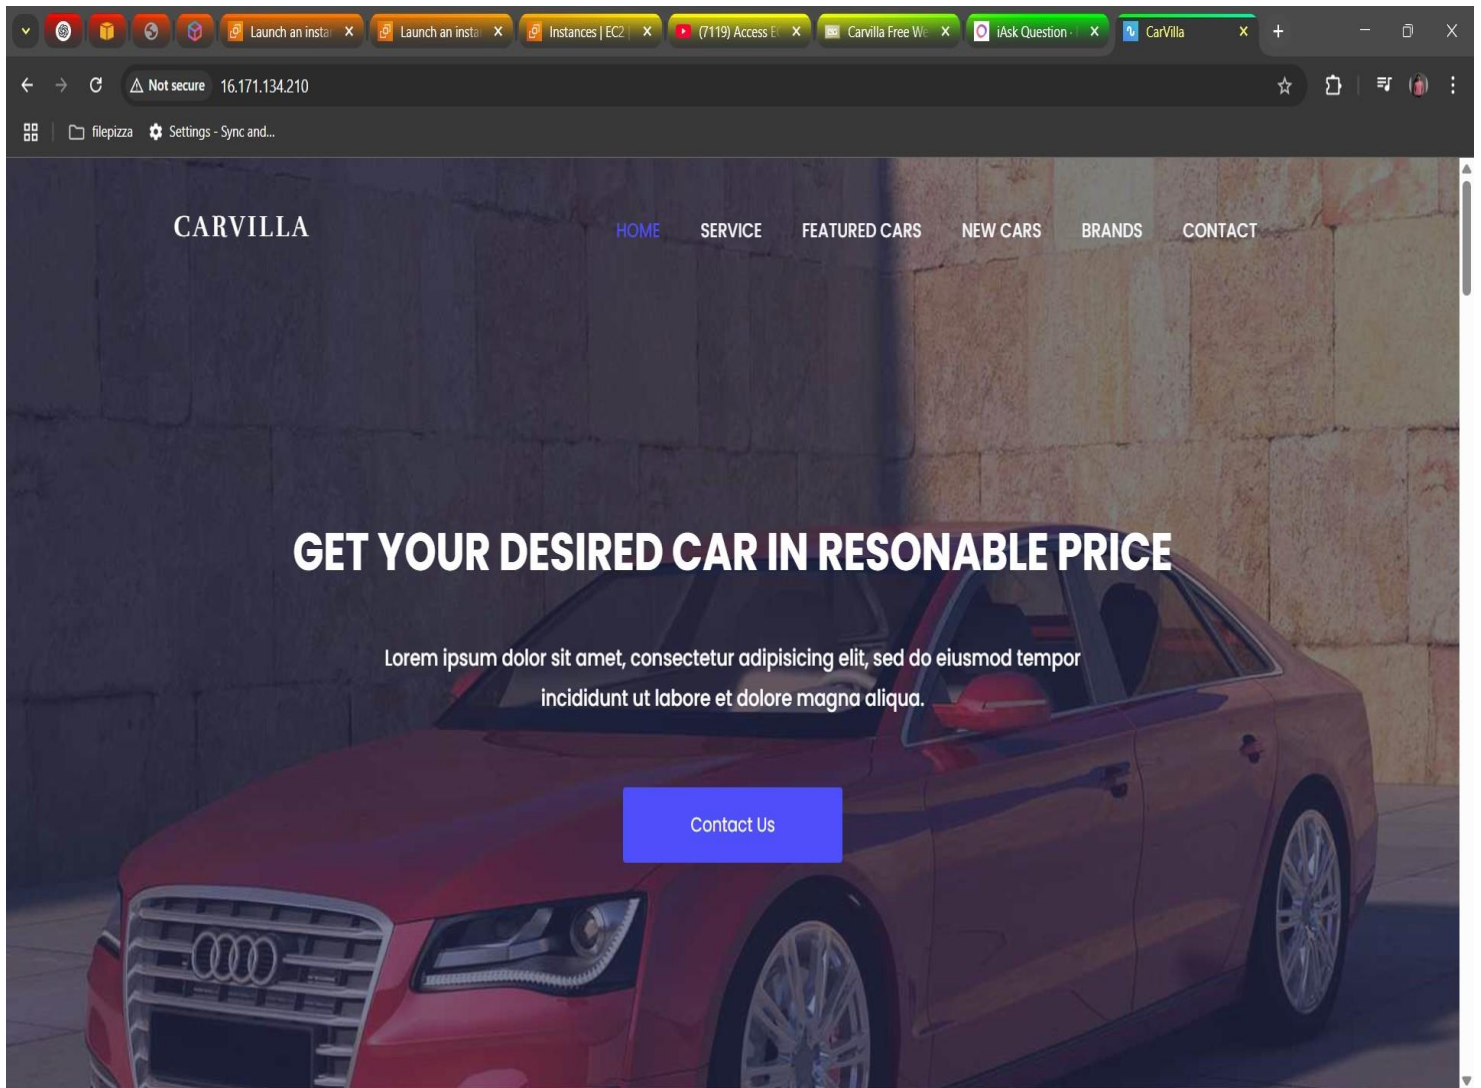 Launch an insta
Launch an insta
Instances | EC2
(7119) Access E
Carvilla Free We
iAsk Question -
CarVilla
Not secure 16.171.134.210
filepizza Settings - Sync and...
CARVILLA HOME SERVICE FEATURED CARS NEW CARS BRANDS CONTACT
GET YOUR DESIRED CAR IN RESONABLE PRICE
Lorem ipsum dolor sit amet, consectetur adipisicing elit, sed do eiusmod tempor
incididunt ut labore et dolore magna aliqua.
Contact Us